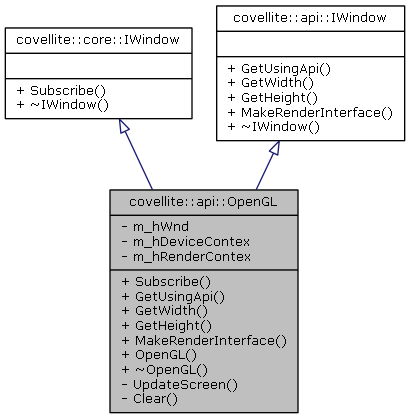 covellite::core::IWindow
+ Subscribe()
+ ~IWindow()
covellite::api::IWindow
+ GetUsingApi()
+ GetWidth()
+ GetHeight()
+ MakeRenderInterface()
+ ~IWindow()
covellite::api::OpenGL
- m_hWnd
- m_hDeviceContex
- m_hRenderContex
+ Subscribe()
+ GetUsingApi()
+ GetWidth()
+ GetHeight()
+ MakeRenderInterface()
+ OpenGL()
+ ~OpenGL()
- UpdateScreen()
- Clear()